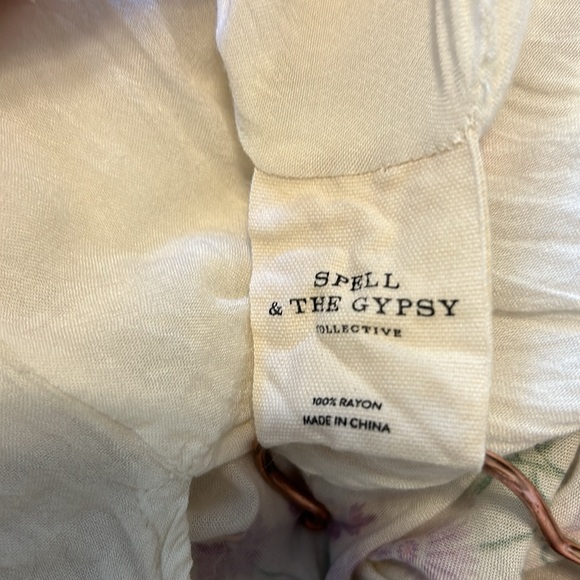 SPELL
& THE GYPSY
COLLECTIVE
100% RAYON
MADE IN CHINA